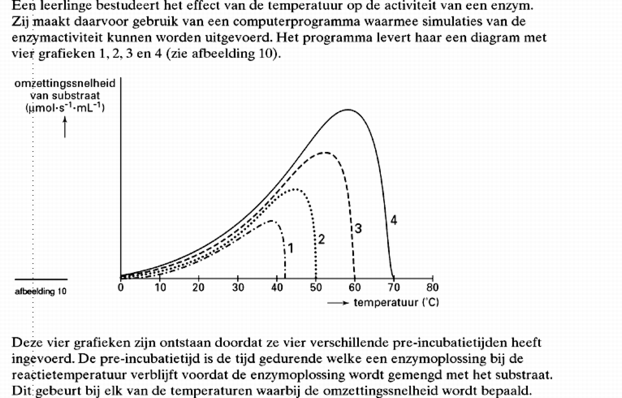 Een leerlinge bestudeert het effect van de temperatuur op de activiteit van een enzym.
Zij maakt daarvoor gebruik van een computerprogramma waarmee simulaties van de
enzymactiviteit kunnen worden uitgevoerd. Het programma levert haar een diagram met
vier grafieken 1, 2, 3 en 4 (zie afbeelding 10).
omzettingssnelheid
van substraat
(μmol·s⁻¹·mL⁻¹)
4
3
2
1
0 10 20 30 40 50 60 70 80
temperatuur (°C)
afbeelding 10
Deze vier grafieken zijn ontstaan doordat ze vier verschillende pre-incubatietijden heeft
ingevoerd. De pre-incubatietijd is de tijd gedurende welke een enzymoplossing bij de
reactietemperatuur verblijft voordat de enzymoplossing wordt gemengd met het substraat.
Dit gebeurt bij elk van de temperaturen waarbij de omzettingssnelheid wordt bepaald.